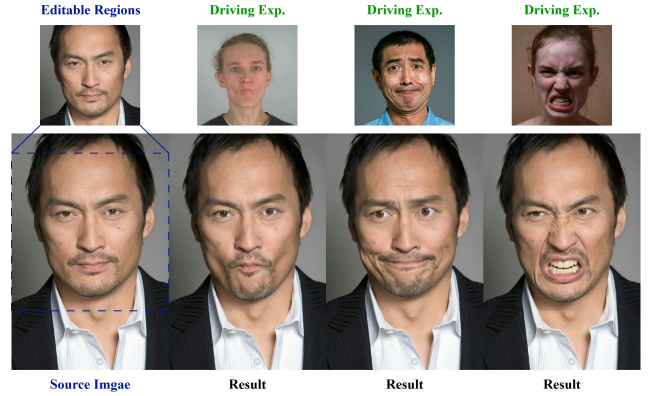 Editable Regions
Driving Exp.
Driving Exp.
Driving Exp.
Source Imgae
Result
Result
Result